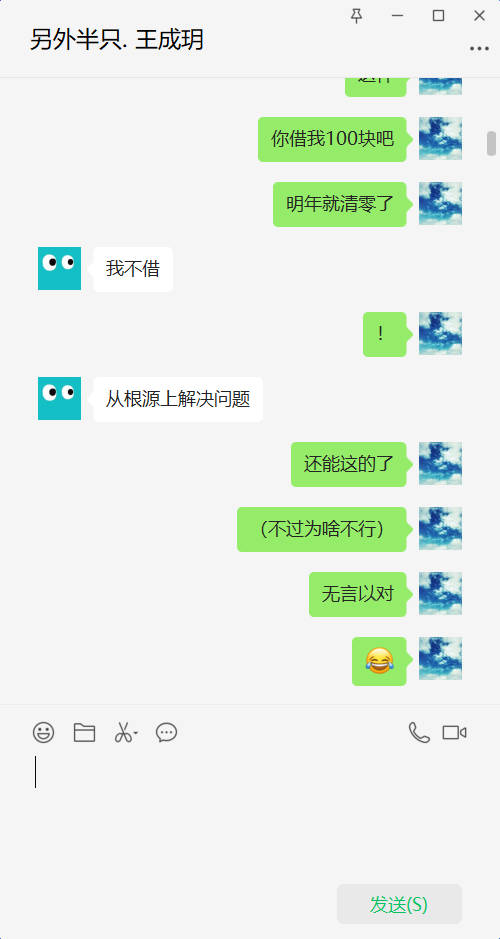 另外半只. 王成玥
你借我100块吧
明年就清零了
我不借
！
从根源上解决问题
还能这的了
（不过为啥不行）
无言以对
发送(S)